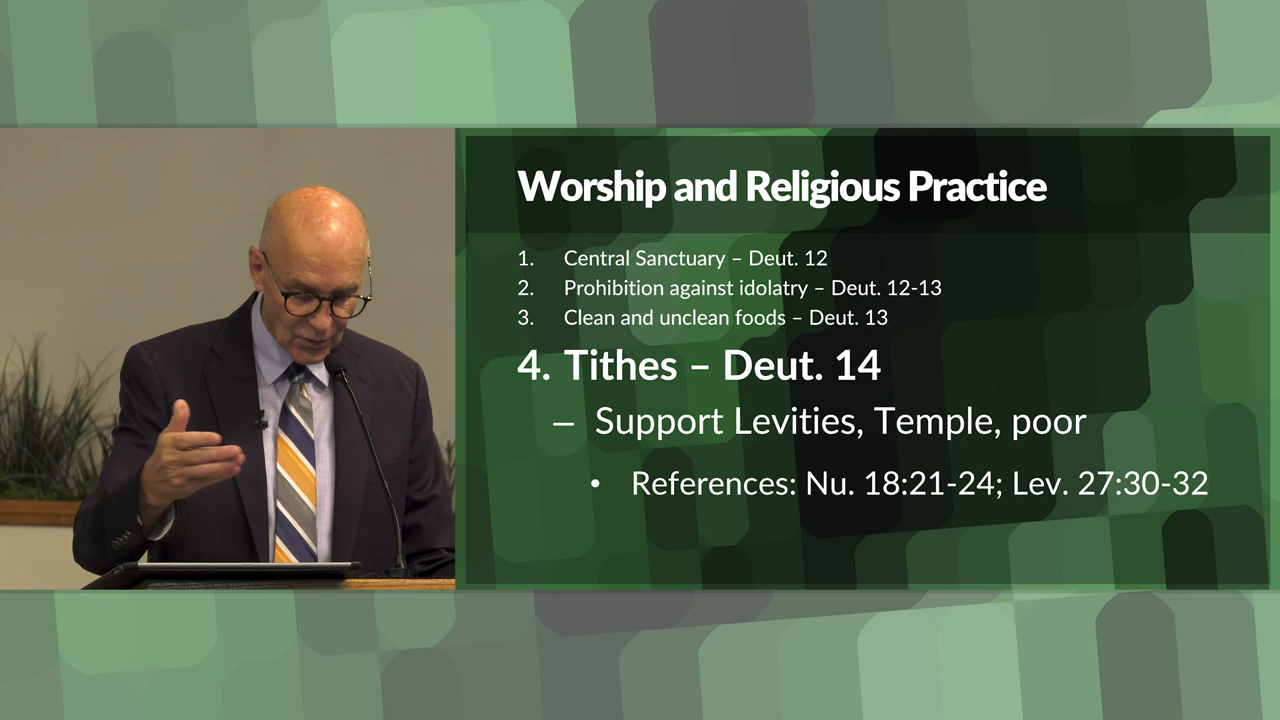 Worship and Religious Practice
1. Central Sanctuary – Deut. 12
2. Prohibition against idolatry – Deut. 12-13
3. Clean and unclean foods – Deut. 13
4. Tithes – Deut. 14
– Support Levities, Temple, poor
• References: Nu. 18:21-24; Lev. 27:30-32